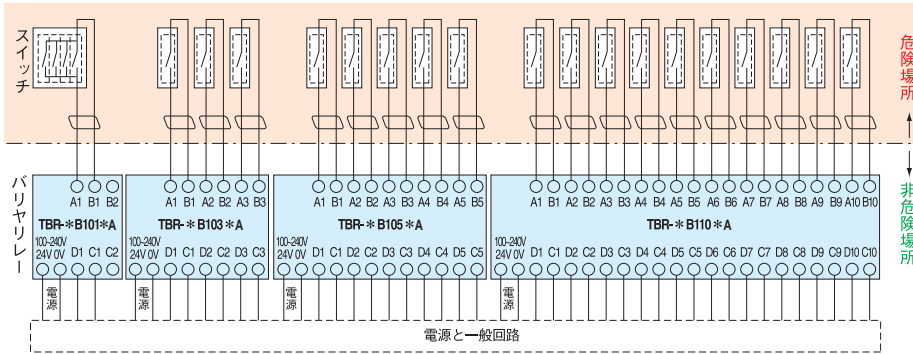 スイッチ
危険場所
非危険場所
バリヤリレー
A1 B1 B2
TBR-*B101*A
100-240V
24V 0V D1 C1 C2
電源
A1 B1 A2 B2 A3 B3
TBR-*B103*A
100-240V
24V 0V D1 C1 D2 C2 D3 C3
電源
A1 B1 A2 B2 A3 B3 A4 B4 A5 B5
TBR-*B105*A
100-240V
24V 0V D1 C1 D2 C2 D3 C3 D4 C4 D5 C5
電源
A1 B1 A2 B2 A3 B3 A4 B4 A5 B5 A6 B6 A7 B7 A8 B8 A9 B9 A10 B10
TBR-*B110*A
100-240V
24V 0V D1 C1 D2 C2 D3 C3 D4 C4 D5 C5 D6 C6 D7 C7 D8 C8 D9 C9 D10 C10
電源
電源と一般回路